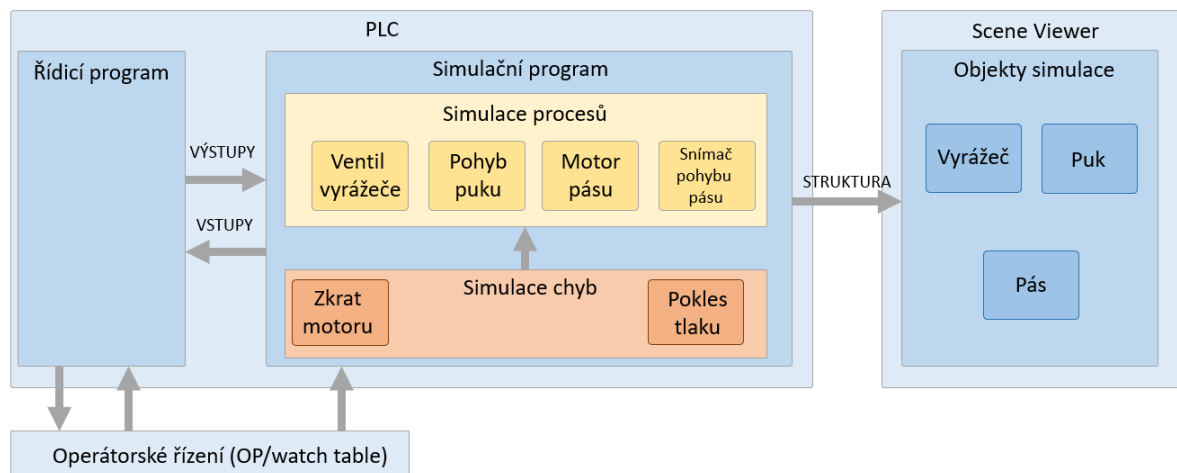 PLC
Řídicí program
VÝSTUPY
VSTUPY
Simulační program
Simulace procesů
Ventil
vyrážeče
Pohyb
puku
Motor
pásu
Snímač
pohybu
pásu
Simulace chyb
Zkrat
motoru
Pokles
tlaku
STRUKTURA
Scene Viewer
Objekty simulace
Vyrážeč
Puk
Pás
Operátorské řízení (OP/watch table)